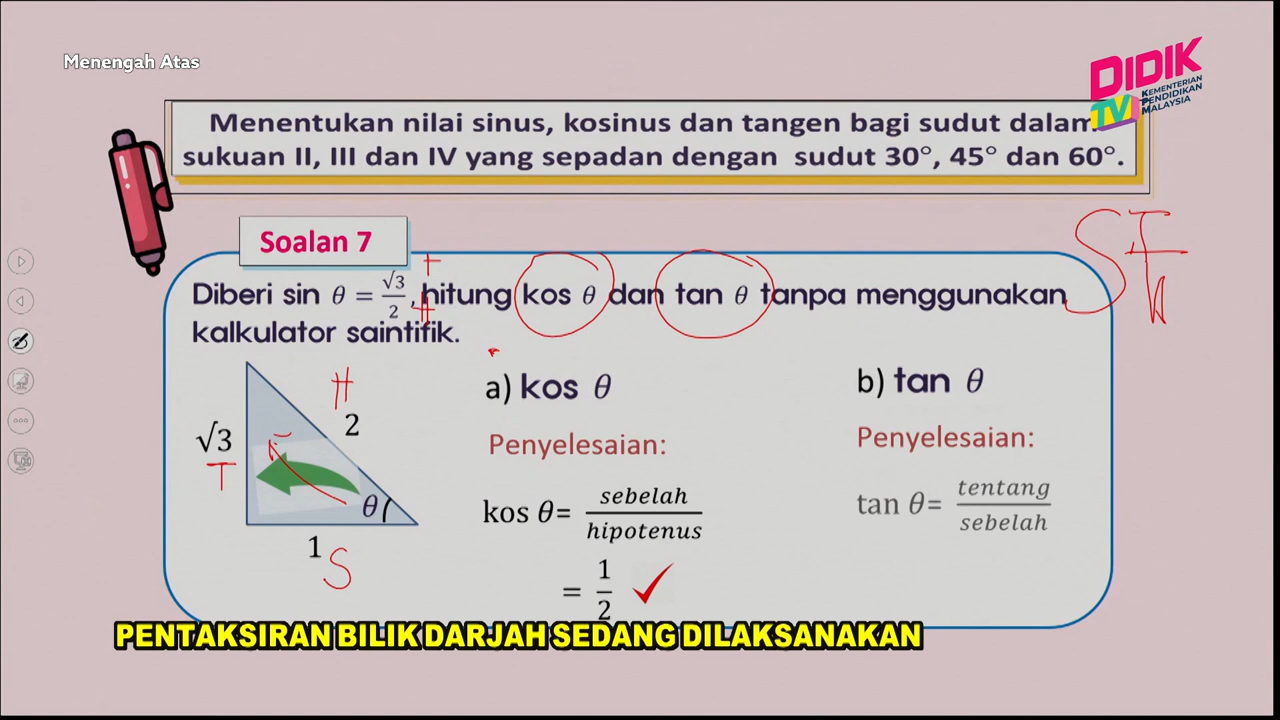 Menengah Atas
DIDIK
TV
KEMENTERIAN
PENDIDIKAN
MALAYSIA
Menentukan nilai sinus, kosinus dan tangen bagi sudut dalam
sukuan II, III dan IV yang sepadan dengan sudut 30°, 45° dan 60°.
Soalan 7
Diberi sin θ = √3/2, hitung kos θ dan tan θ tanpa menggunakan
kalkulator saintifik.
T
H
S
T
H
√3
T
H
2
θ
1
S
a) kos θ
Penyelesaian:
kos θ= sebelah/hipotenus
= 1/2
b) tan θ
Penyelesaian:
tan θ= tentang/sebelah
PENTAKSIRAN BILIK DARJAH SEDANG DILAKSANAKAN